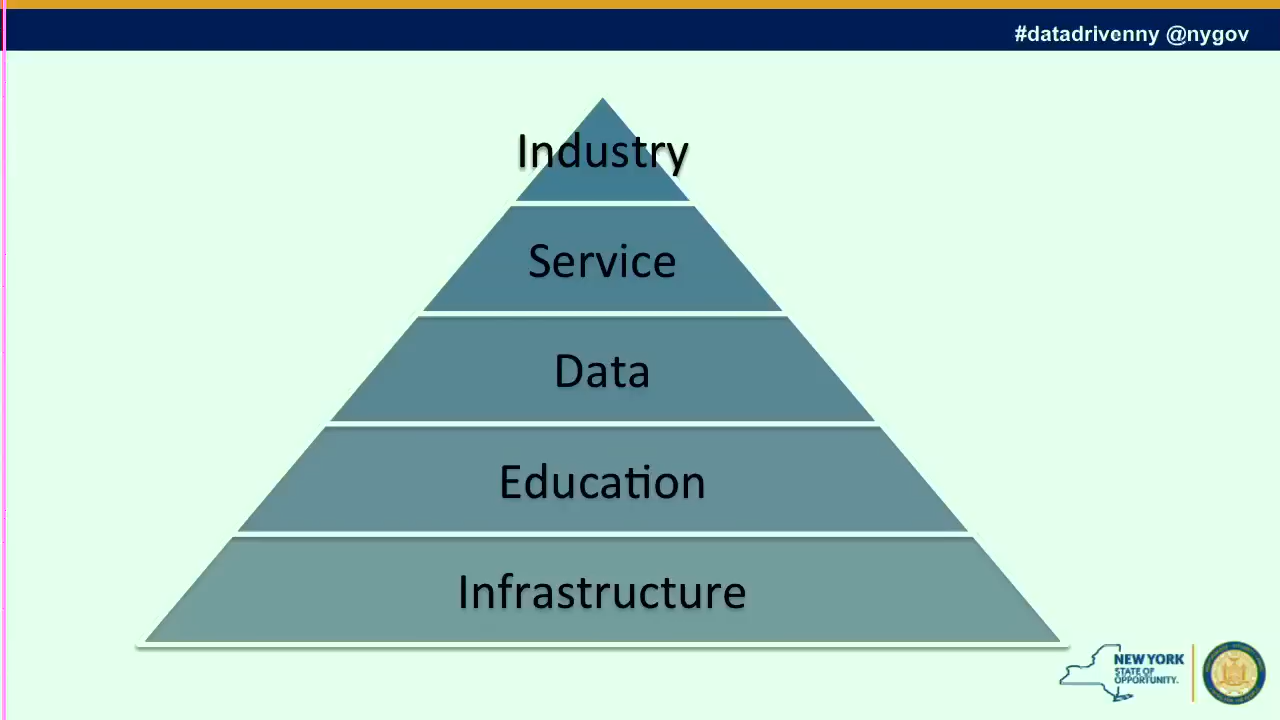 #datadrivenny @nygov
Industry
Service
Data
Education
Infrastructure
NEW YORK
STATE OF
OPPORTUNITY.